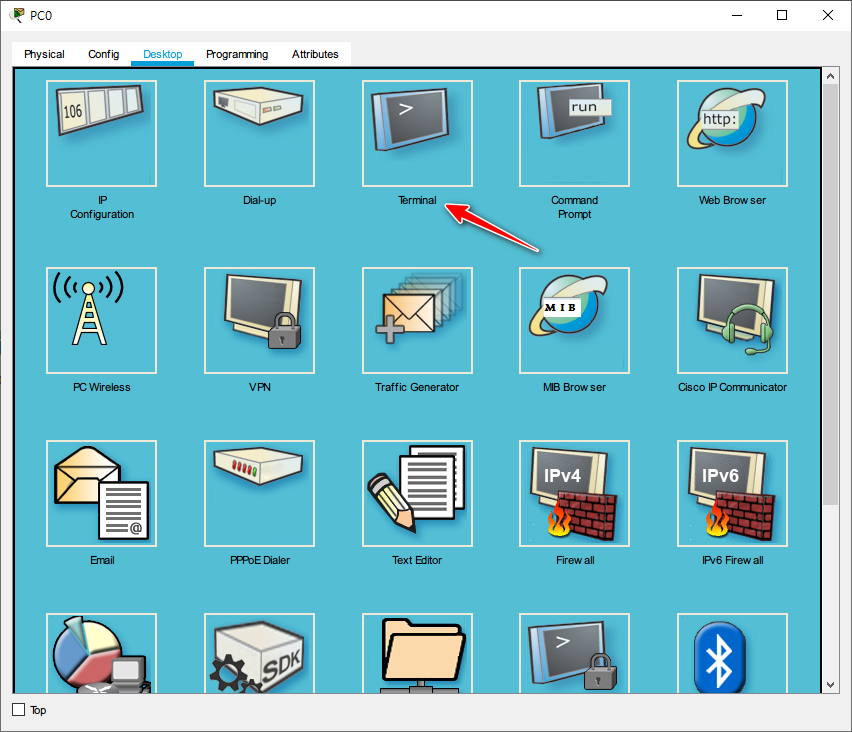 PC0
Physical Config Desktop Programming Attributes
106
>
run
http:
IP
Configuration
Dial-up
Terminal
Command
Prompt
Web Browser
MIB
PC Wireless
VPN
Traffic Generator
MIB Browser
Cisco IP Communicator
@
IPv4
IPv6
Email
PPPoE Dialer
Text Editor
Firewall
IPv6 Firewall
SDK
>
Top